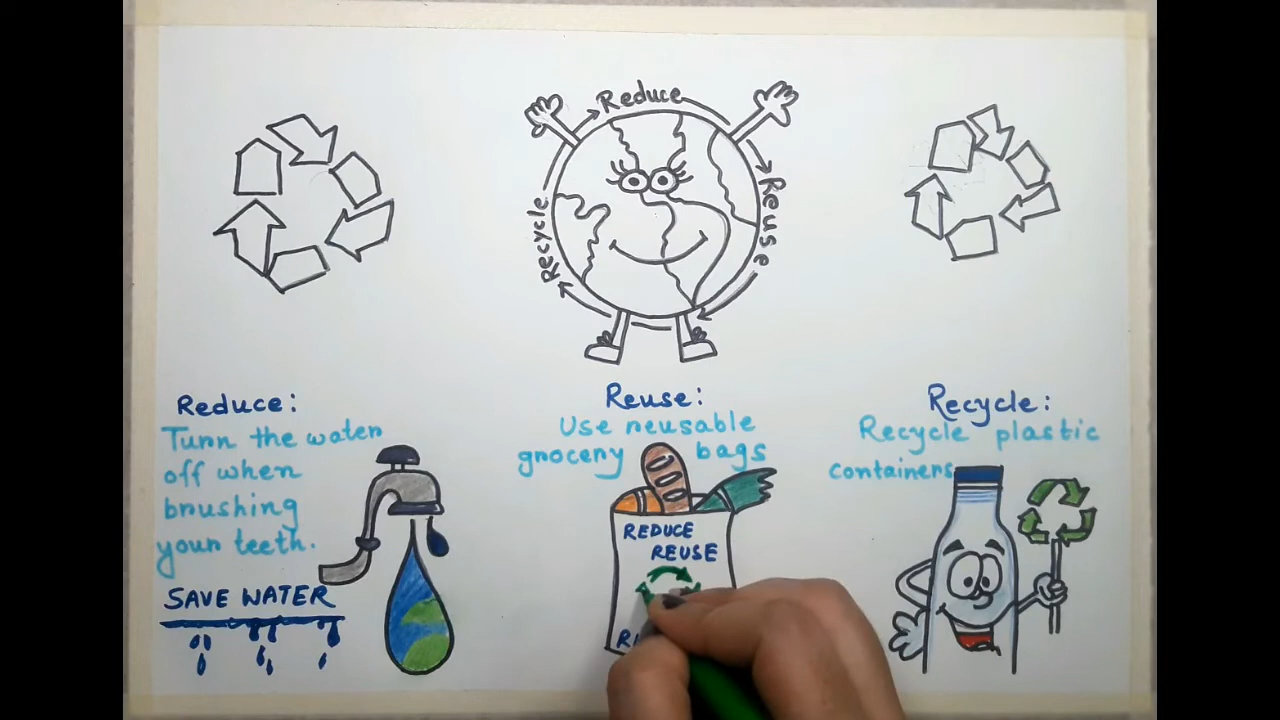 Reduce
Reuse
Recycle
Reduce:
Turn the water
off when
brushing
your teeth.
SAVE WATER
Reuse:
Use reusable
grocery bags
REDUCE
REUSE
Recycle:
Recycle plastic
containers